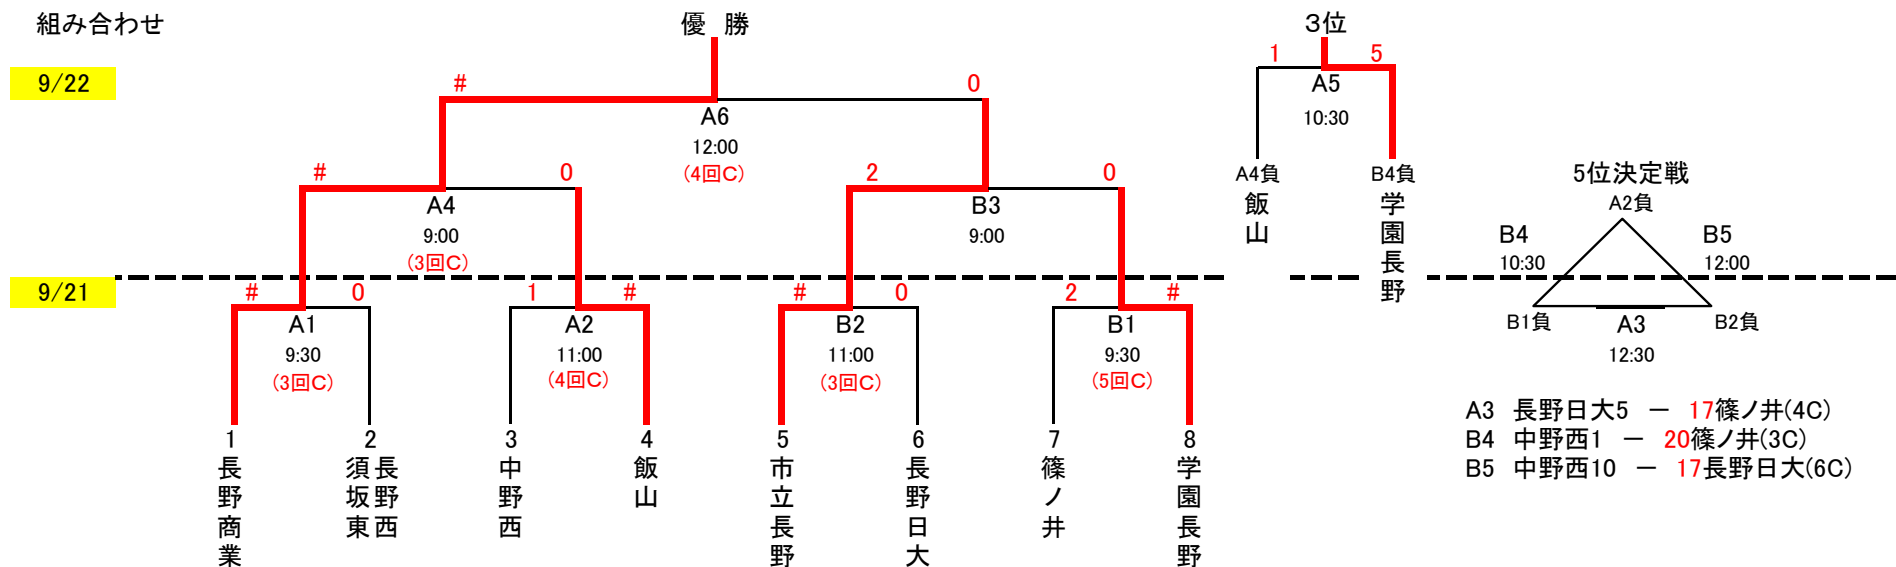 組み合わせ
優 勝
3位
9/22
# 0
A6
12:00
(4回C)
1 5
A5
10:30
A4負
飯山
B4負
学園長野
# 0
A4
9:00
(3回C)
2 0
B3
9:00
5位決定戦
A2負
B4
10:30
B5
12:00
B1負
B2負
A3
12:30
9/21
# 0
A1
9:30
(3回C)
1 #
A2
11:00
(4回C)
# 0
B2
11:00
(3回C)
2 #
B1
9:30
(5回C)
A3 長野日大5 － 17篠ノ井(4C)
B4 中野西1 － 20篠ノ井(3C)
B5 中野西10 － 17長野日大(6C)
1
長野商業
2
長野西
須坂東
3
中野西
4
飯山
5
市立長野
6
長野日大
7
篠ノ井
8
学園長野